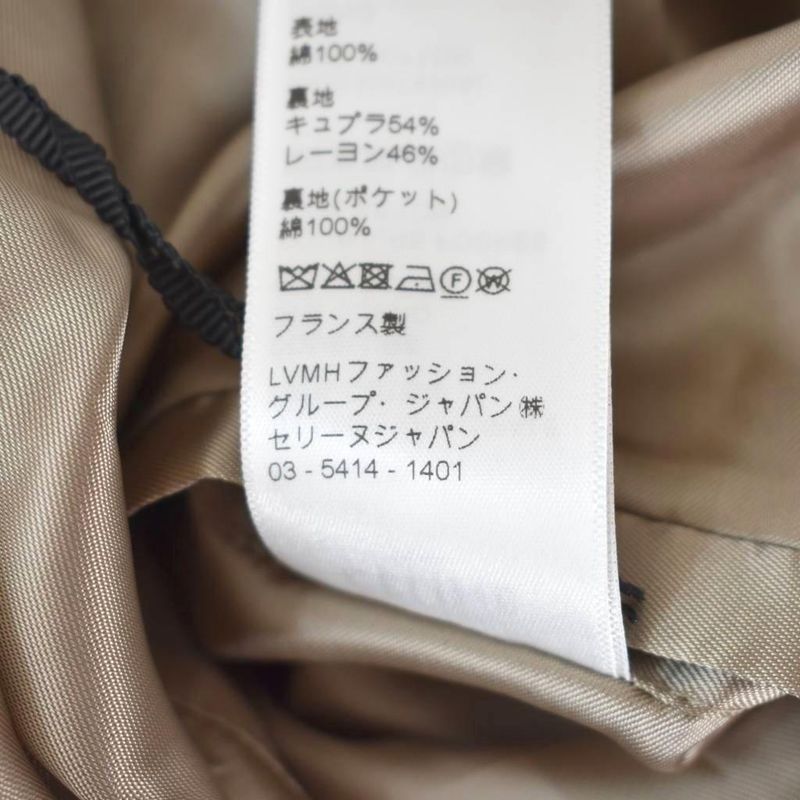 表地
綿100%
裏地
キュプラ54%
レーヨン46%
裏地(ポケット)
綿100%
F W
フランス製
LVMHファッション・
グループ・ジャパン㈱
セリーヌジャパン
03 - 5414 - 1401